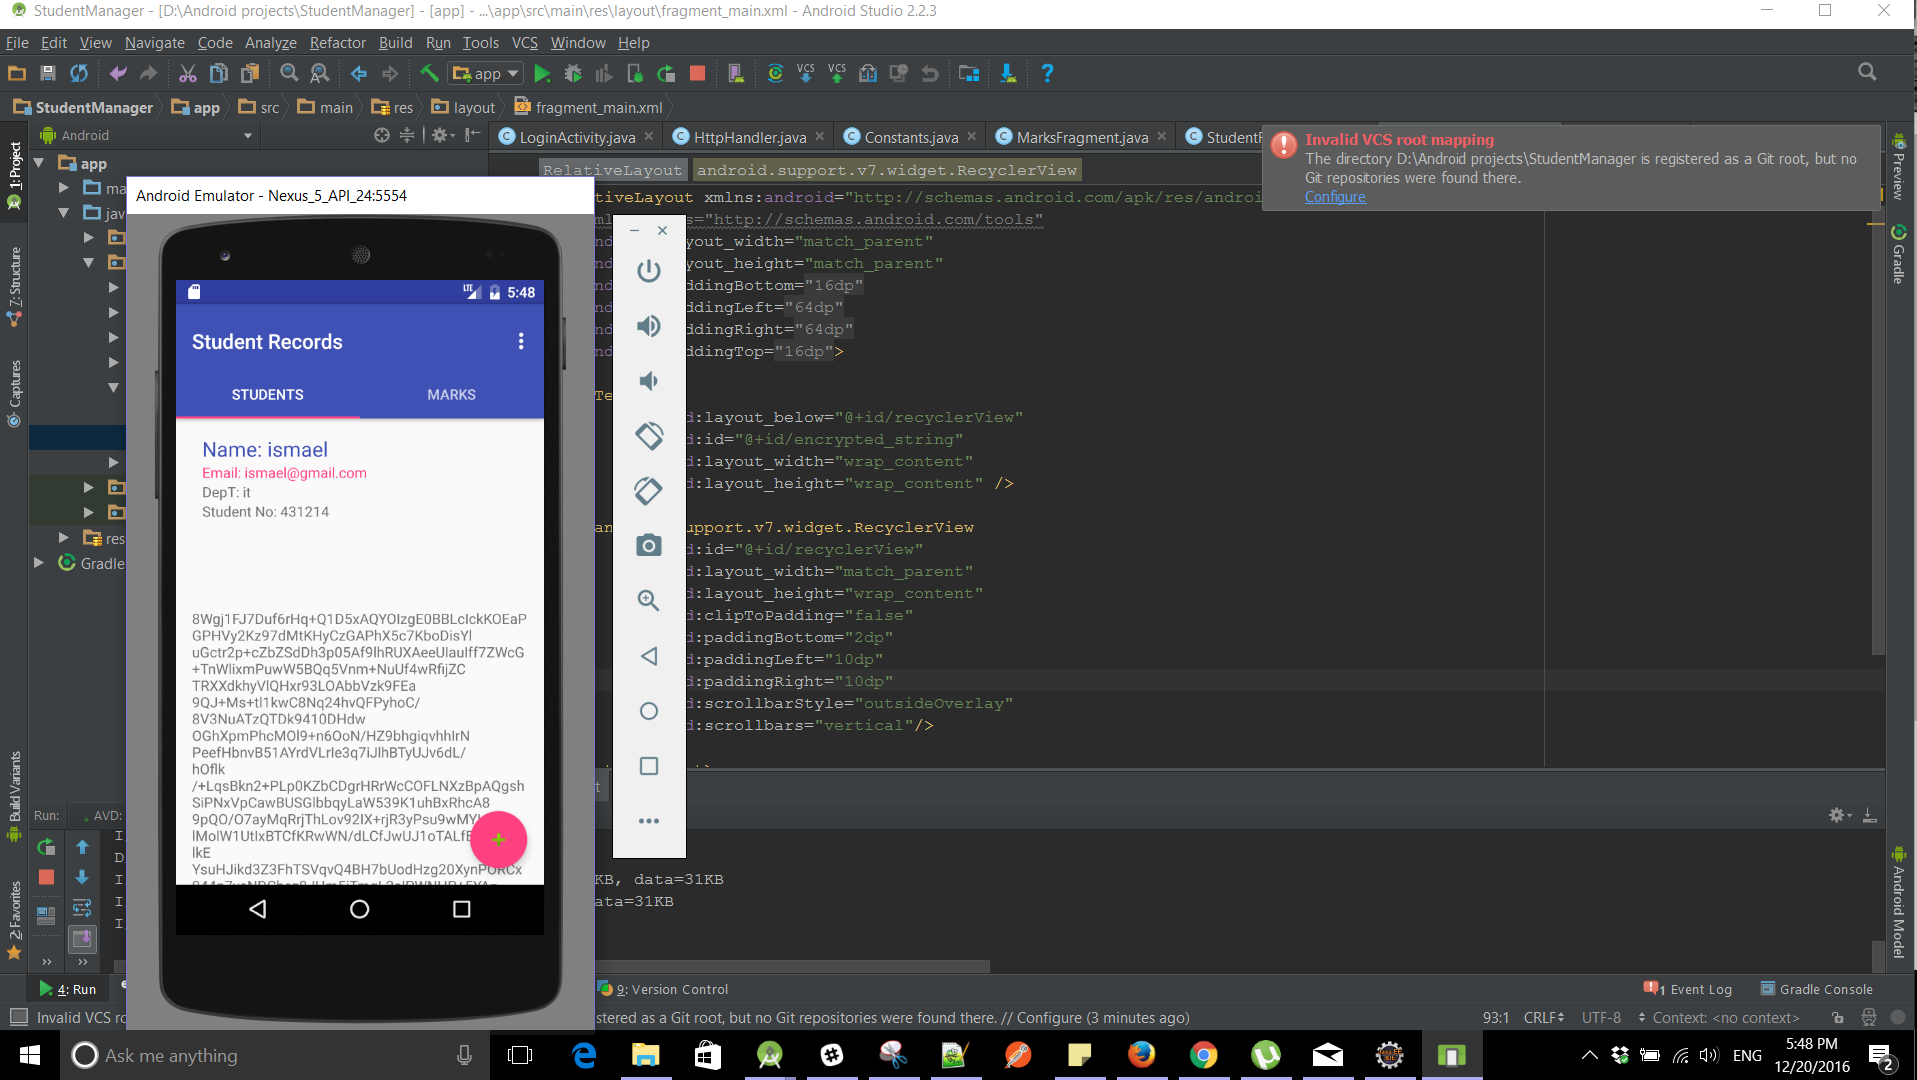 StudentManager - [D:\Android projects\StudentManager] - [app] - ...\app\src\main\res\layout\fragment_main.xml - Android Studio 2.2.3
File Edit View Navigate Code Analyze Refactor Build Run Tools VCS Window Help
app
VCS VCS
StudentManager app src main res layout fragment_main.xml
Android
LoginActivity.java HttpHandler.java Constants.java MarksFragment.java StudentF
Invalid VCS root mapping
The directory D:\Android projects\StudentManager is registered as a Git root, but no
Git repositories were found there.
Configure
1: Project
7: Structure
Captures
Build Variants
2: Favorites
Preview
Gradle
Android Model
app
ma
jav
res
Gradle
RelativeLayout android.support.v7.widget.RecyclerView
tiveLayout xmlns:android="http://schemas.android.com/apk/res/androi
s="http://schemas.android.com/tools"
yout_width="match_parent"
yout_height="match_parent"
ddingBottom="16dp"
ddingLeft="64dp"
ddingRight="64dp"
ddingTop="16dp">
Te
d:layout_below="@+id/recyclerView"
d:id="@+id/encrypted_string"
d:layout_width="wrap_content"
d:layout_height="wrap_content" />
an
upport.v7.widget.RecyclerView
d:id="@+id/recyclerView"
d:layout_width="match_parent"
d:layout_height="wrap_content"
d:clipToPadding="false"
d:paddingBottom="2dp"
d:paddingLeft="10dp"
d:paddingRight="10dp"
d:scrollbarStyle="outsideOverlay"
d:scrollbars="vertical"/>
Android Emulator - Nexus_5_API_24:5554
LTE 5:48
Student Records
STUDENTS MARKS
Name: ismael
Email: ismael@gmail.com
DepT: it
Student No: 431214
8Wgj1FJ7Duf6rHq+Q1D5xAQYOIzgE0BBLcIckKOEaP
GPHVy2Kz97dMtKHyCzGAPhX5c7KboDisYl
uGctr2p+cZbZSdDh3p05Af9lhRUXAeeUIaulff7ZWcG
+TnWlixmPuwW5BQq5Vnm+NuUf4wRfijZC
TRXXdkhyVlQHxr93LOAbbVzk9FEa
9QJ+Ms+tl1kwC8Nq24hvQFPyhoC/
8V3NuATzQTDk9410DHdw
OGhXpmPhcMOl9+n6OoN/HZ9bhgiqvhhIrN
PeefHbnvB51AYrdVLrIe3q7iJlhBTyUJv6dL/
hOflk
/+LqsBkn2+PLp0KZbCDgrHRrWcCOFLNXzBpAQgsh
SiPNxVpCawBUSGlbbqyLaW539K1uhBxRhcA8
9pQO/O7ayMqRrjThLov92IX+rjR3yPsu9wMY
lMolW1UtIxBTCfKRwWN/dLCfJwUJ1oTALf
lkE
YsuHJikd3Z3FhTSVqvQ4BH7bUodHzg20XynPORCx
Run: AVD:
I
D
I
I
I
KB, data=31KB
ata=31KB
4: Run
9: Version Control
1 Event Log Gradle Console
Invalid VCS ro
stered as a Git root, but no Git repositories were found there. // Configure (3 minutes ago)
93:1 CRLF UTF-8 Context: <no context>
Ask me anything
ENG
5:48 PM
12/20/2016
2